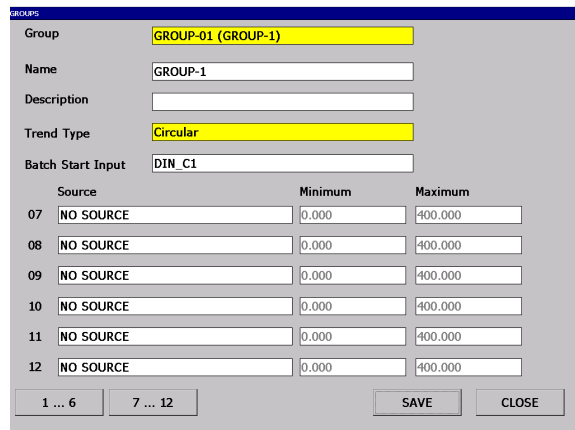 GROUPS
Group GROUP-01 (GROUP-1)
Name GROUP-1
Description
Trend Type Circular
Batch Start Input DIN_C1
Source Minimum Maximum
07 NO SOURCE 0.000 400.000
08 NO SOURCE 0.000 400.000
09 NO SOURCE 0.000 400.000
10 NO SOURCE 0.000 400.000
11 NO SOURCE 0.000 400.000
12 NO SOURCE 0.000 400.000
1 ... 6 7 ... 12 SAVE CLOSE